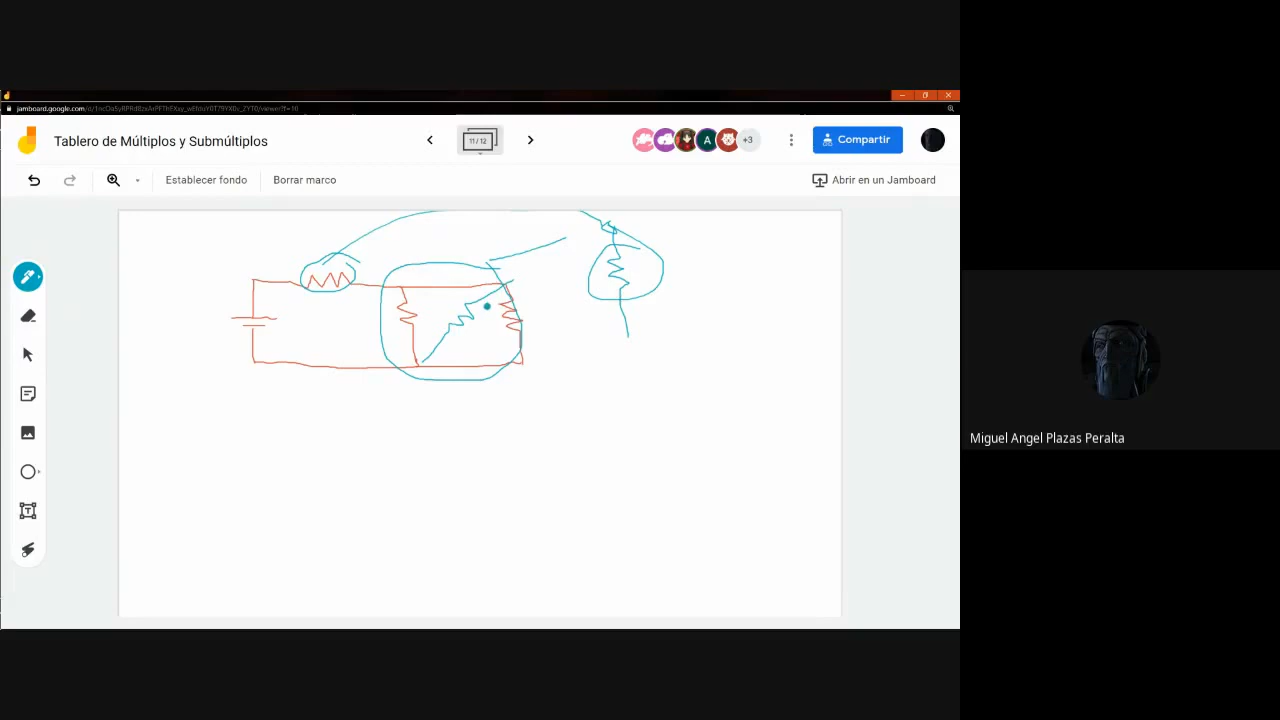 Tablero de Múltiplos y Submúltiplos
11 / 12
A
+3
Compartir
Establecer fondo
Borrar marco
Abrir en un Jamboard
Miguel Angel Plazas Peralta